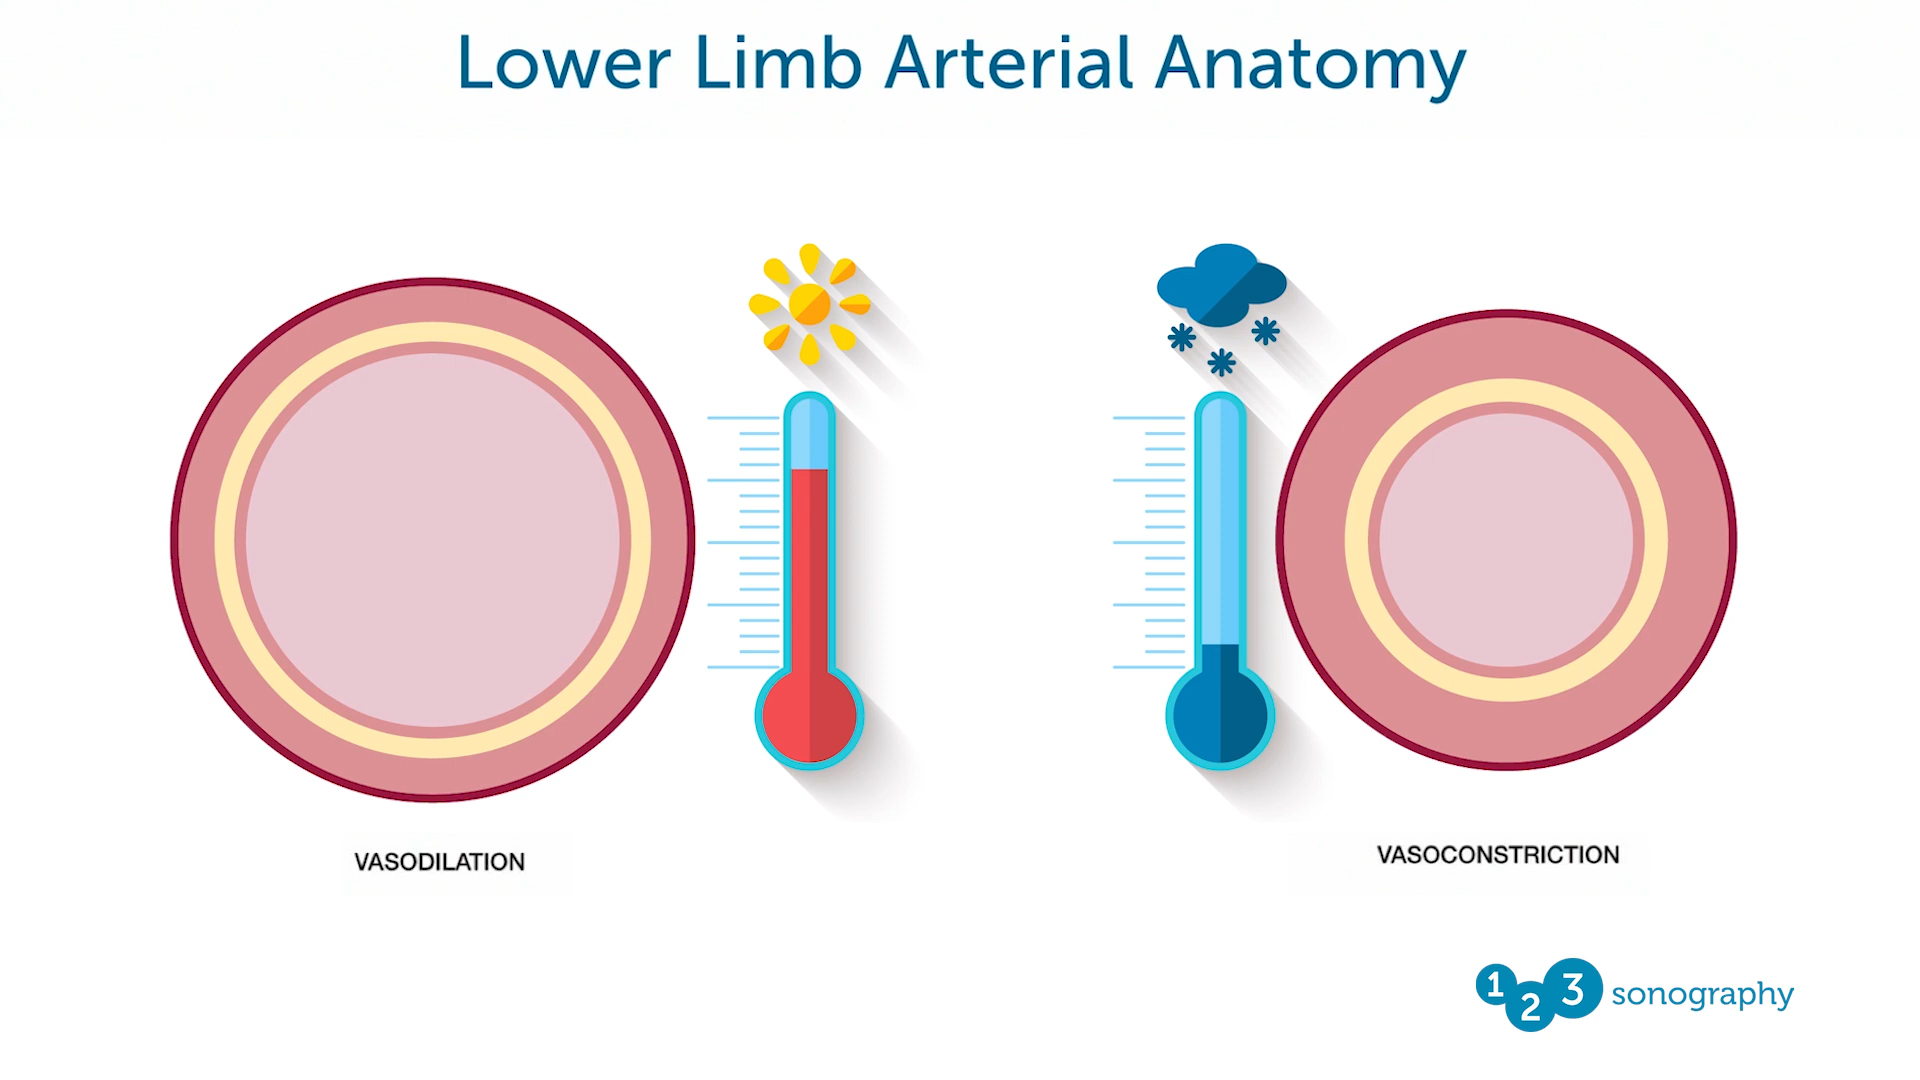 Lower Limb Arterial Anatomy
VASODILATION
VASOCONSTRICTION
123 sonography